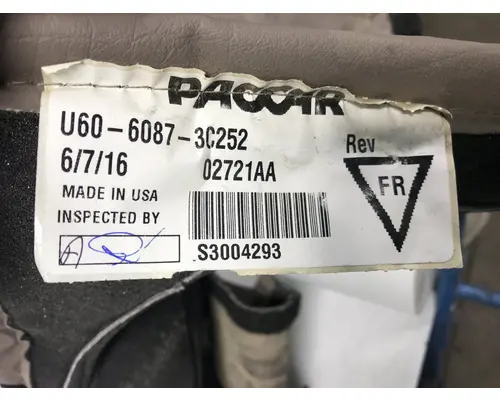 PACCAR
U60-6087-3C252
Rev
6/7/16 02721AA
FR
MADE IN USA
INSPECTED BY
A
S3004293